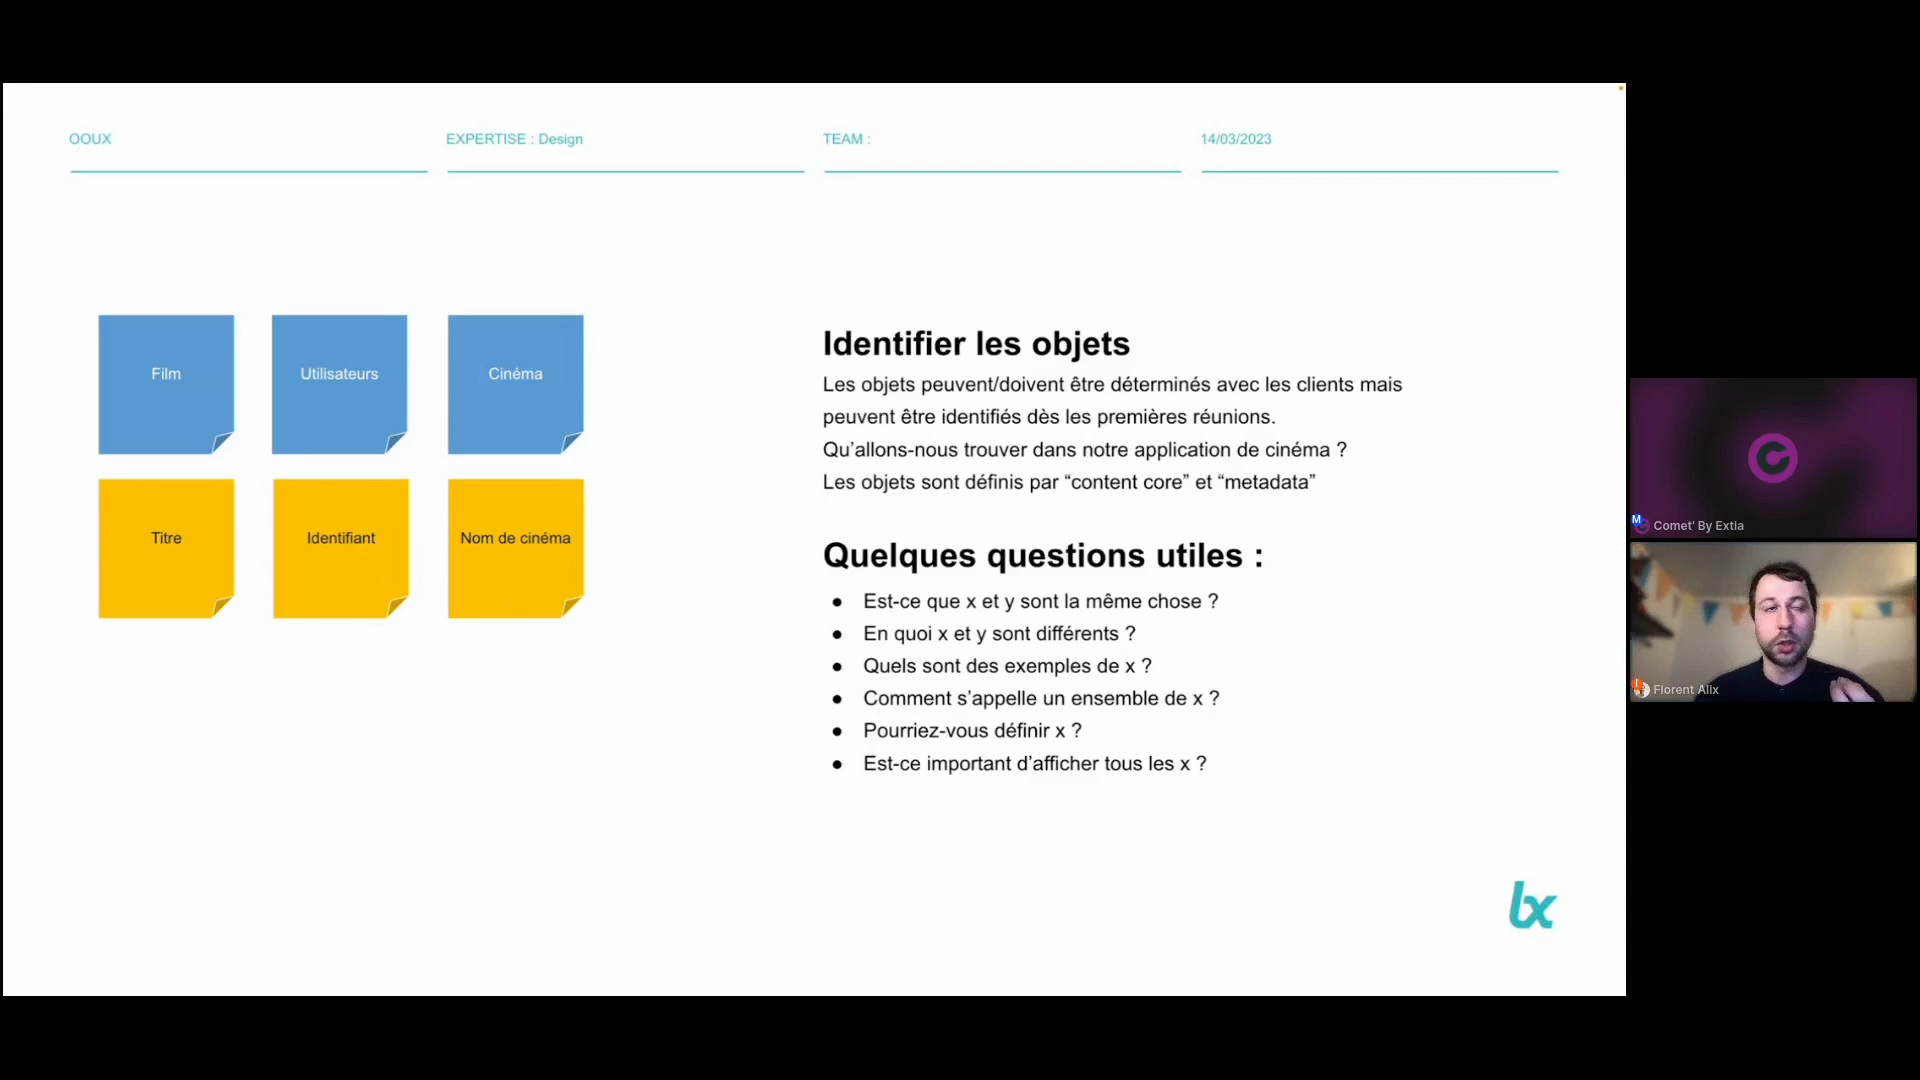 OOUX
EXPERTISE : Design
TEAM :
14/03/2023
Film
Utilisateurs
Cinéma
Titre
Identifiant
Nom de cinéma
Identifier les objets
Les objets peuvent/doivent être déterminés avec les clients mais
peuvent être identifiés dès les premières réunions.
Qu’allons-nous trouver dans notre application de cinéma ?
Les objets sont définis par “content core” et “metadata”
Quelques questions utiles :
● Est-ce que x et y sont la même chose ?
● En quoi x et y sont différents ?
● Quels sont des exemples de x ?
● Comment s’appelle un ensemble de x ?
● Pourriez-vous définir x ?
● Est-ce important d’afficher tous les x ?
lx
M
Comet' By Extia
Florent Alix